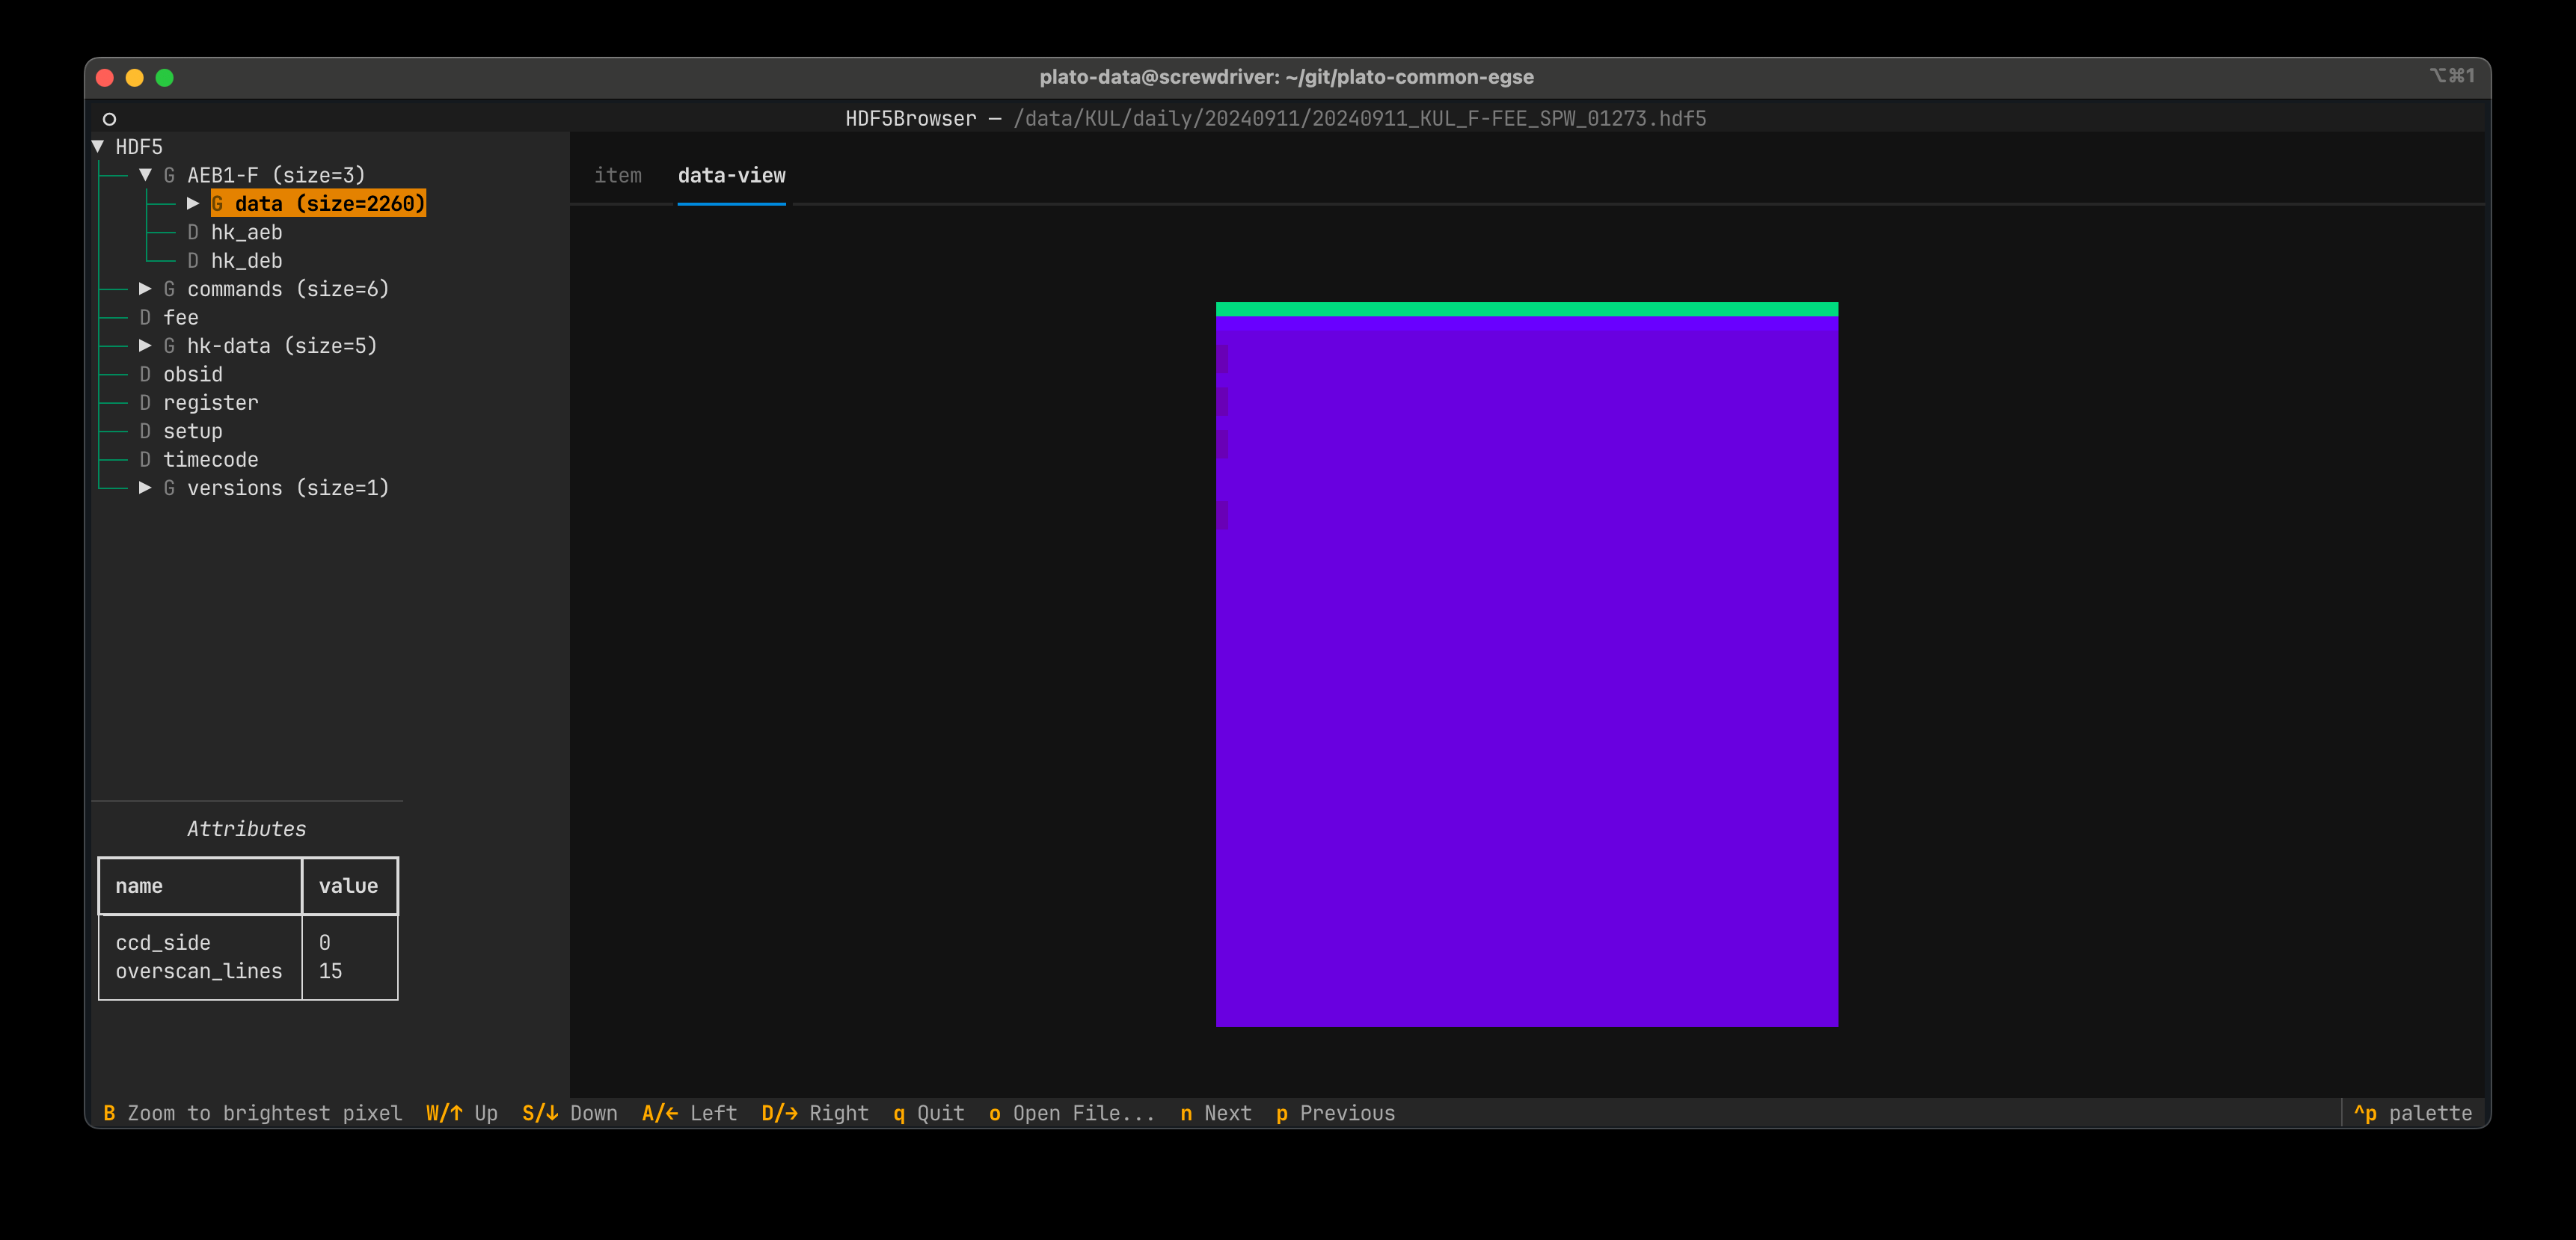 plato-data@screwdriver: ~/git/plato-common-egse
⌥⌘1
HDF5Browser — /data/KUL/daily/20240911/20240911_KUL_F-FEE_SPW_01273.hdf5
▼ HDF5
▼ G AEB1-F (size=3)
▶ G data (size=2260)
D hk_aeb
D hk_deb
▶ G commands (size=6)
D fee
▶ G hk-data (size=5)
D obsid
D register
D setup
D timecode
▶ G versions (size=1)
item data-view
Attributes
name value
ccd_side 0
overscan_lines 15
B Zoom to brightest pixel W/↑ Up S/↓ Down A/← Left D/→ Right q Quit o Open File... n Next p Previous ^p palette